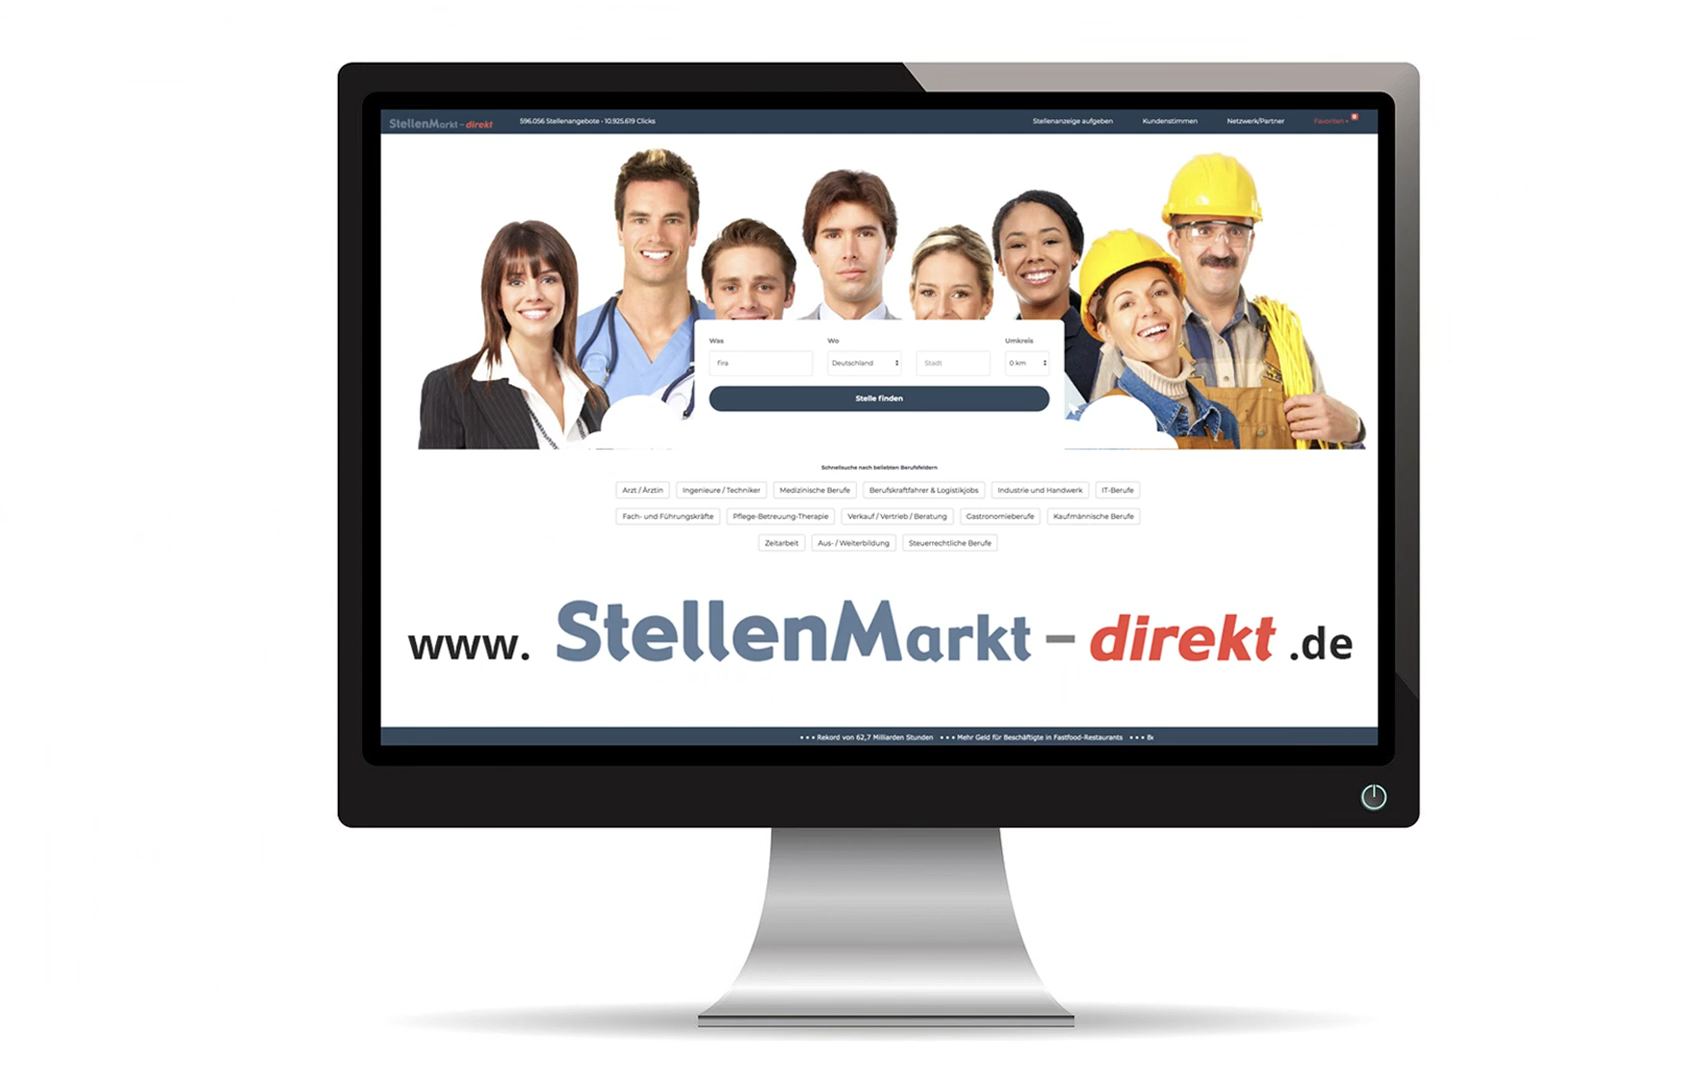 StellenMarkt - direkt 596.056 Stellenangebote - 10.925.619 Clicks Stellenanzeige aufgeben Kundenstimmen Netzwerk/Partner Favoriten
Was Wo Umkreis
fira Deutschland Stadt 0 km
Stelle finden
Schnellsuche nach beliebten Berufsfeldern
Arzt / Ärztin Ingenieure / Techniker Medizinische Berufe Berufskraftfahrer & Logistikjobs Industrie und Handwerk IT-Berufe
Fach- und Führungskräfte Pflege-Betreuung-Therapie Verkauf / Vertrieb / Beratung Gastronomieberufe Kaufmännische Berufe
Zeitarbeit Aus- / Weiterbildung Steuerrechtliche Berufe
www. StellenMarkt - direkt .de
• • • Rekord von 62,7 Milliarden Stunden • • • Mehr Geld für Beschäftigte in Fastfood-Restaurants • • •